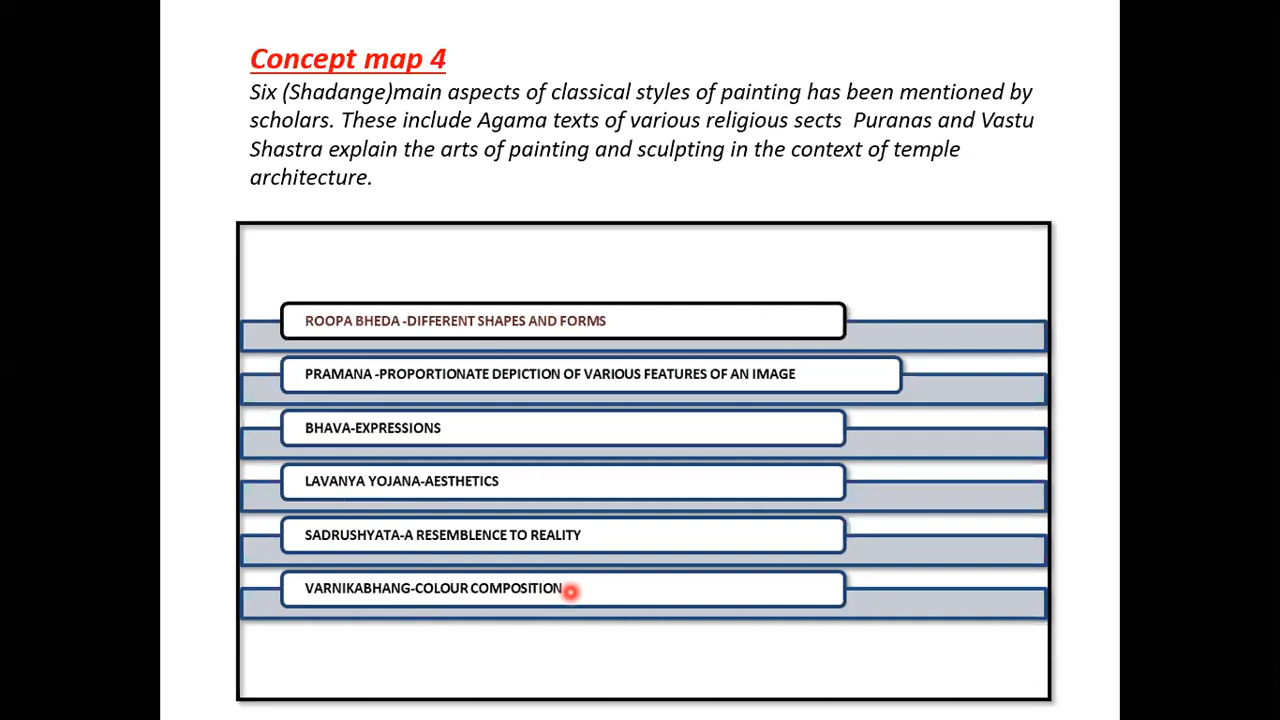 Concept map 4
Six (Shadange)main aspects of classical styles of painting has been mentioned by
scholars. These include Agama texts of various religious sects  Puranas and Vastu
Shastra explain the arts of painting and sculpting in the context of temple
architecture.
ROOPA BHEDA -DIFFERENT SHAPES AND FORMS
PRAMANA -PROPORTIONATE DEPICTION OF VARIOUS FEATURES OF AN IMAGE
BHAVA-EXPRESSIONS
LAVANYA YOJANA-AESTHETICS
SADRUSHYATA-A RESEMBLENCE TO REALITY
VARNIKABHANG-COLOUR COMPOSITION